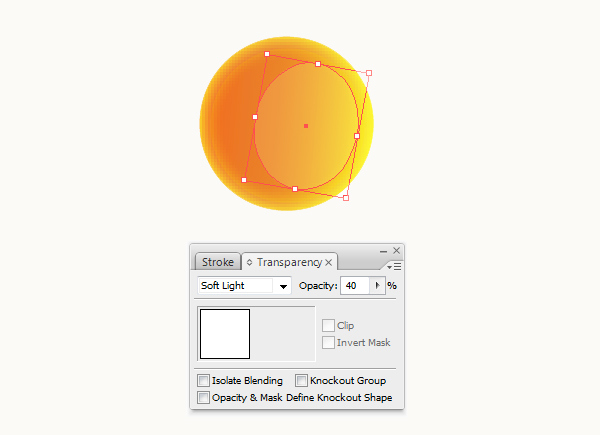 Stroke Transparency
Soft Light Opacity: 40 %
Clip
Invert Mask
Isolate Blending Knockout Group
Opacity & Mask Define Knockout Shape